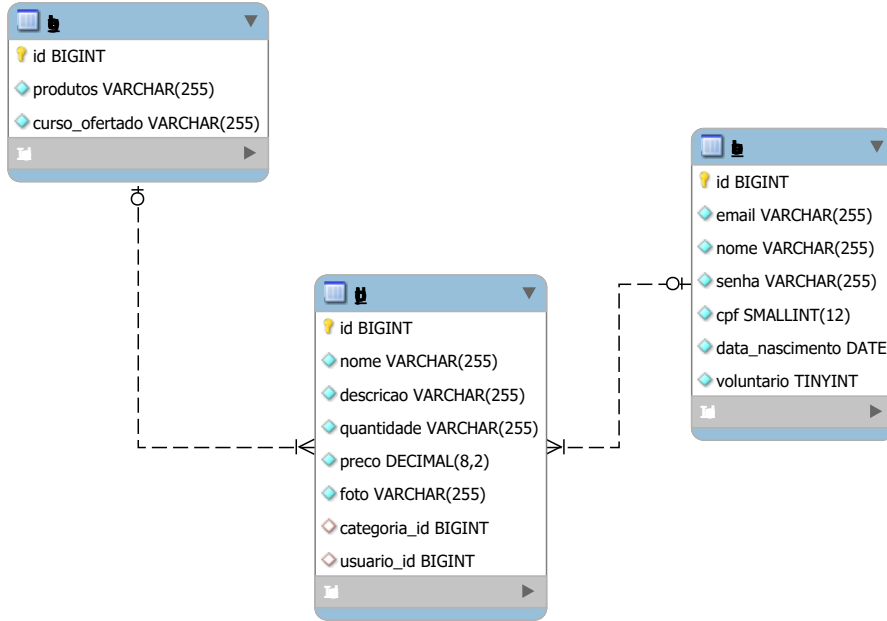 id BIGINT
produtos VARCHAR(255)
curso_ofertado VARCHAR(255)
id BIGINT
email VARCHAR(255)
nome VARCHAR(255)
senha VARCHAR(255)
cpf SMALLINT(12)
data_nascimento DATE
voluntario TINYINT
id BIGINT
nome VARCHAR(255)
descricao VARCHAR(255)
quantidade VARCHAR(255)
preco DECIMAL(8,2)
foto VARCHAR(255)
categoria_id BIGINT
usuario_id BIGINT